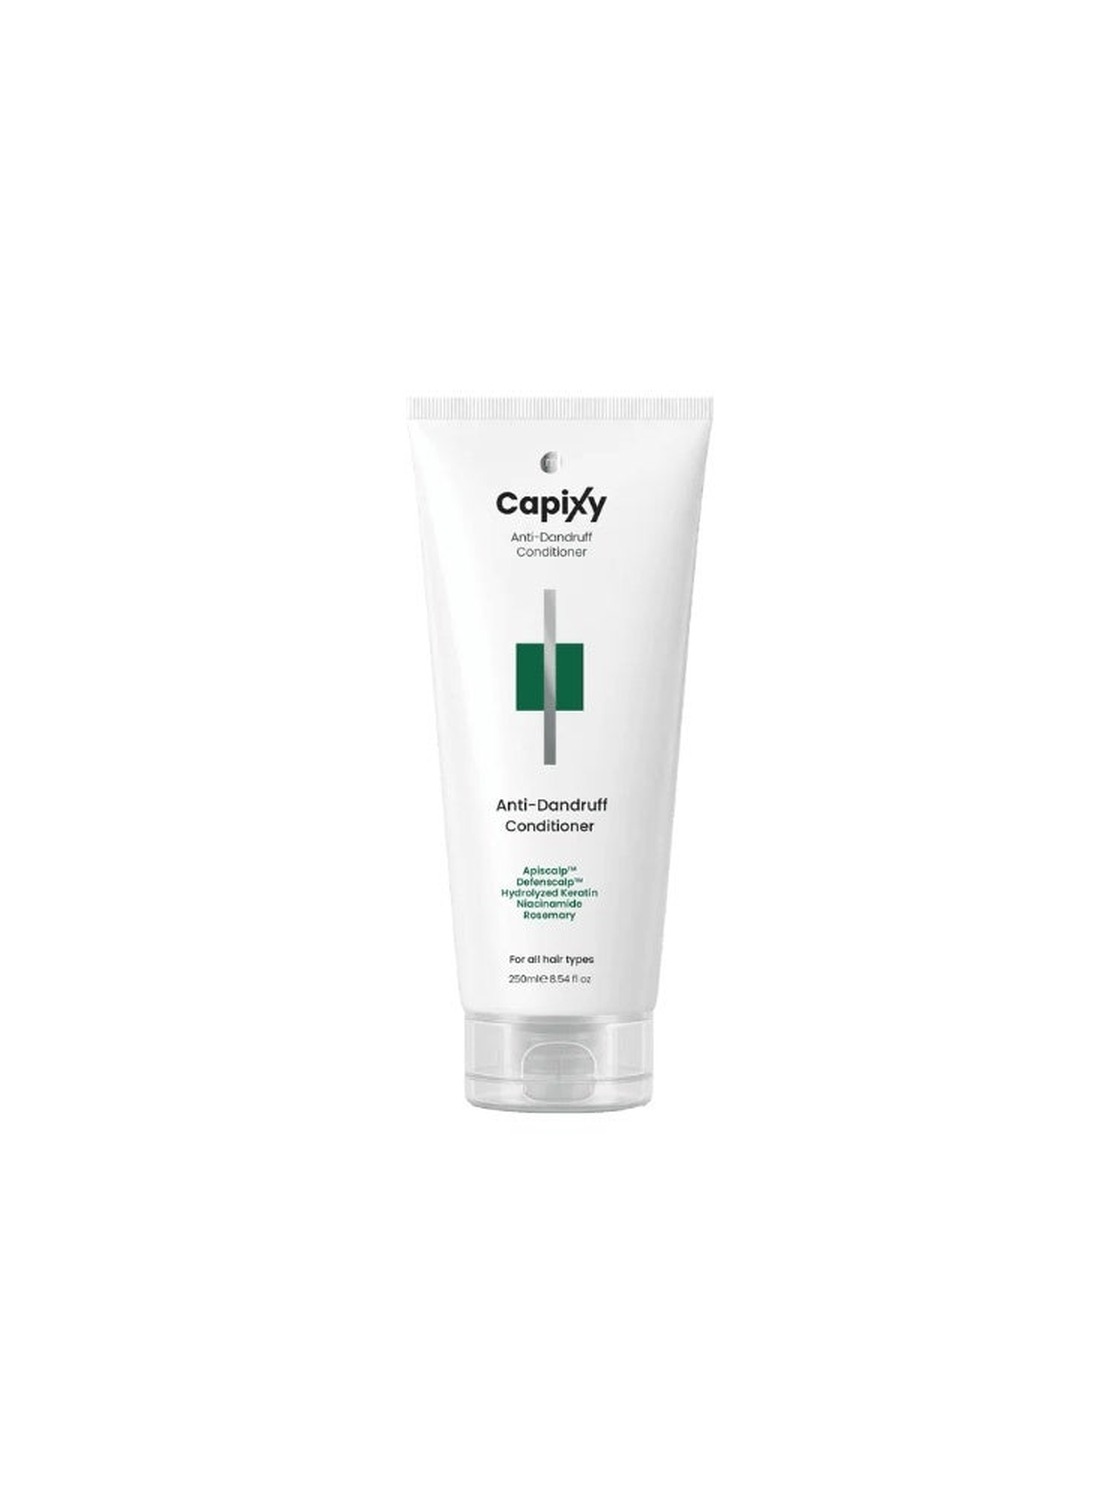 m
Capixy
Anti-Dandruff
Conditioner
Anti-Dandruff
Conditioner
Apiscalp™
Defenscalp™
Hydrolyzed Keratin
Niacinamide
Rosemary
For all hair types
250ml℮8.54 fl oz